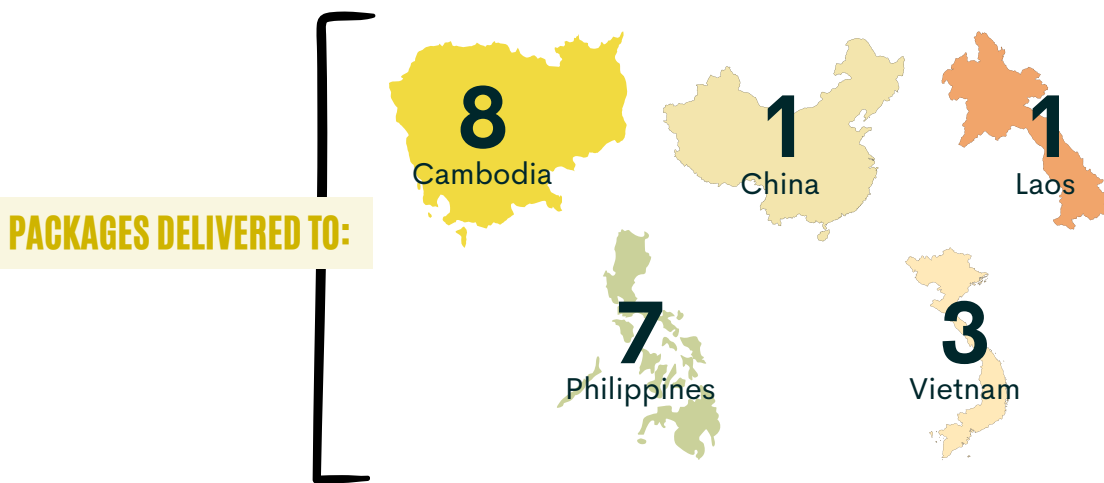 PACKAGES DELIVERED TO:
8
Cambodia
1
China
1
Laos
7
Philippines
3
Vietnam